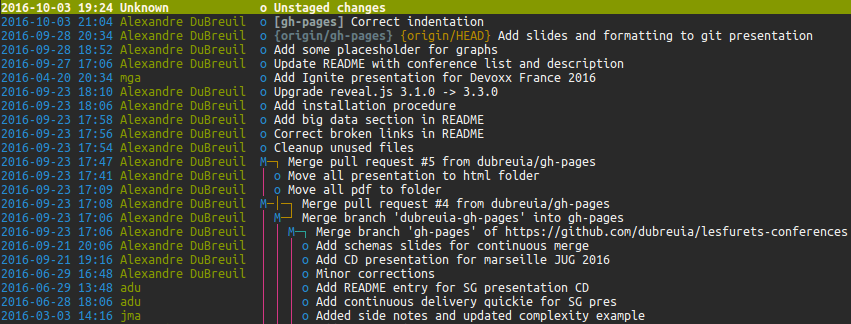 2016-10-03 19:24 Unknown o Unstaged changes
2016-10-03 21:04 Alexandre DuBreuil o [gh-pages] Correct indentation
2016-09-28 20:34 Alexandre DuBreuil o {origin/gh-pages} {origin/HEAD} Add slides and formatting to git presentation
2016-09-28 18:52 Alexandre DuBreuil o Add some placesholder for graphs
2016-09-27 17:06 Alexandre DuBreuil o Update README with conference list and description
2016-04-20 20:34 mga o Add Ignite presentation for Devoxx France 2016
2016-09-23 18:10 Alexandre DuBreuil o Upgrade reveal.js 3.1.0 -> 3.3.0
2016-09-23 18:06 Alexandre DuBreuil o Add installation procedure
2016-09-23 17:58 Alexandre DuBreuil o Add big data section in README
2016-09-23 17:56 Alexandre DuBreuil o Correct broken links in README
2016-09-23 17:54 Alexandre DuBreuil o Cleanup unused files
2016-09-23 17:47 Alexandre DuBreuil M─┐ Merge pull request #5 from dubreuia/gh-pages
2016-09-23 17:41 Alexandre DuBreuil │ o Move all presentation to html folder
2016-09-23 17:09 Alexandre DuBreuil │ o Move all pdf to folder
2016-09-23 17:08 Alexandre DuBreuil M─│─┐ Merge pull request #4 from dubreuia/gh-pages
2016-09-23 17:08 Alexandre DuBreuil │ M─┘ Merge branch 'dubreuia-gh-pages' into gh-pages
2016-09-23 17:06 Alexandre DuBreuil │ │ M─┐ Merge branch 'gh-pages' of https://github.com/dubreuia/lesfurets-conferences
2016-09-21 20:06 Alexandre DuBreuil │ │ │ o Add schemas slides for continuous merge
2016-09-21 19:16 Alexandre DuBreuil │ │ │ o Add CD presentation for marseille JUG 2016
2016-06-29 16:48 Alexandre DuBreuil │ │ │ o Minor corrections
2016-06-29 13:48 adu │ │ │ o Add README entry for SG presentation CD
2016-06-28 18:06 adu │ │ │ o Add continuous delivery quickie for SG pres
2016-03-03 14:16 jma │ │ │ o Added side notes and updated complexity example